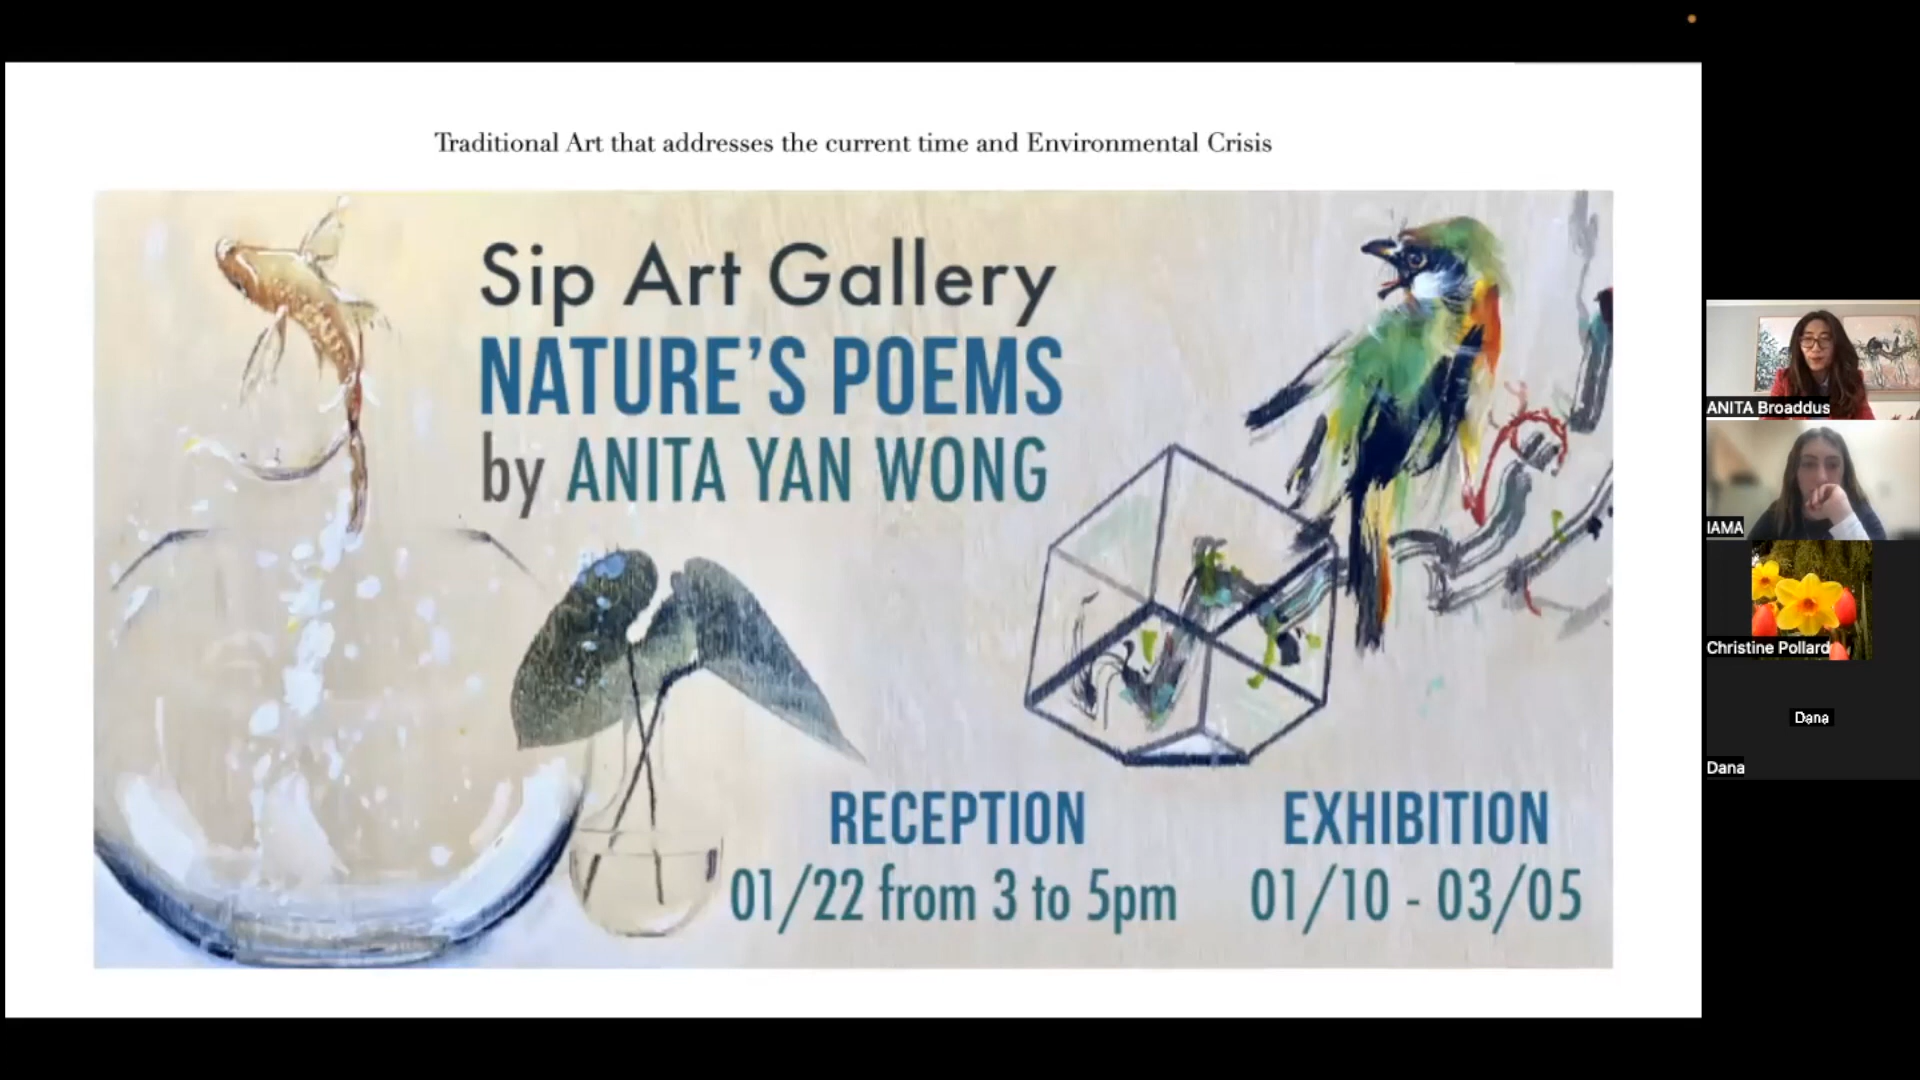 Traditional Art that addresses the current time and Environmental Crisis
Sip Art Gallery
NATURE'S POEMS
by ANITA YAN WONG
RECEPTION
01/22 from 3 to 5pm
EXHIBITION
01/10 - 03/05
ANITA Broaddus
IAMA
Christine Pollard
Dana
Dana